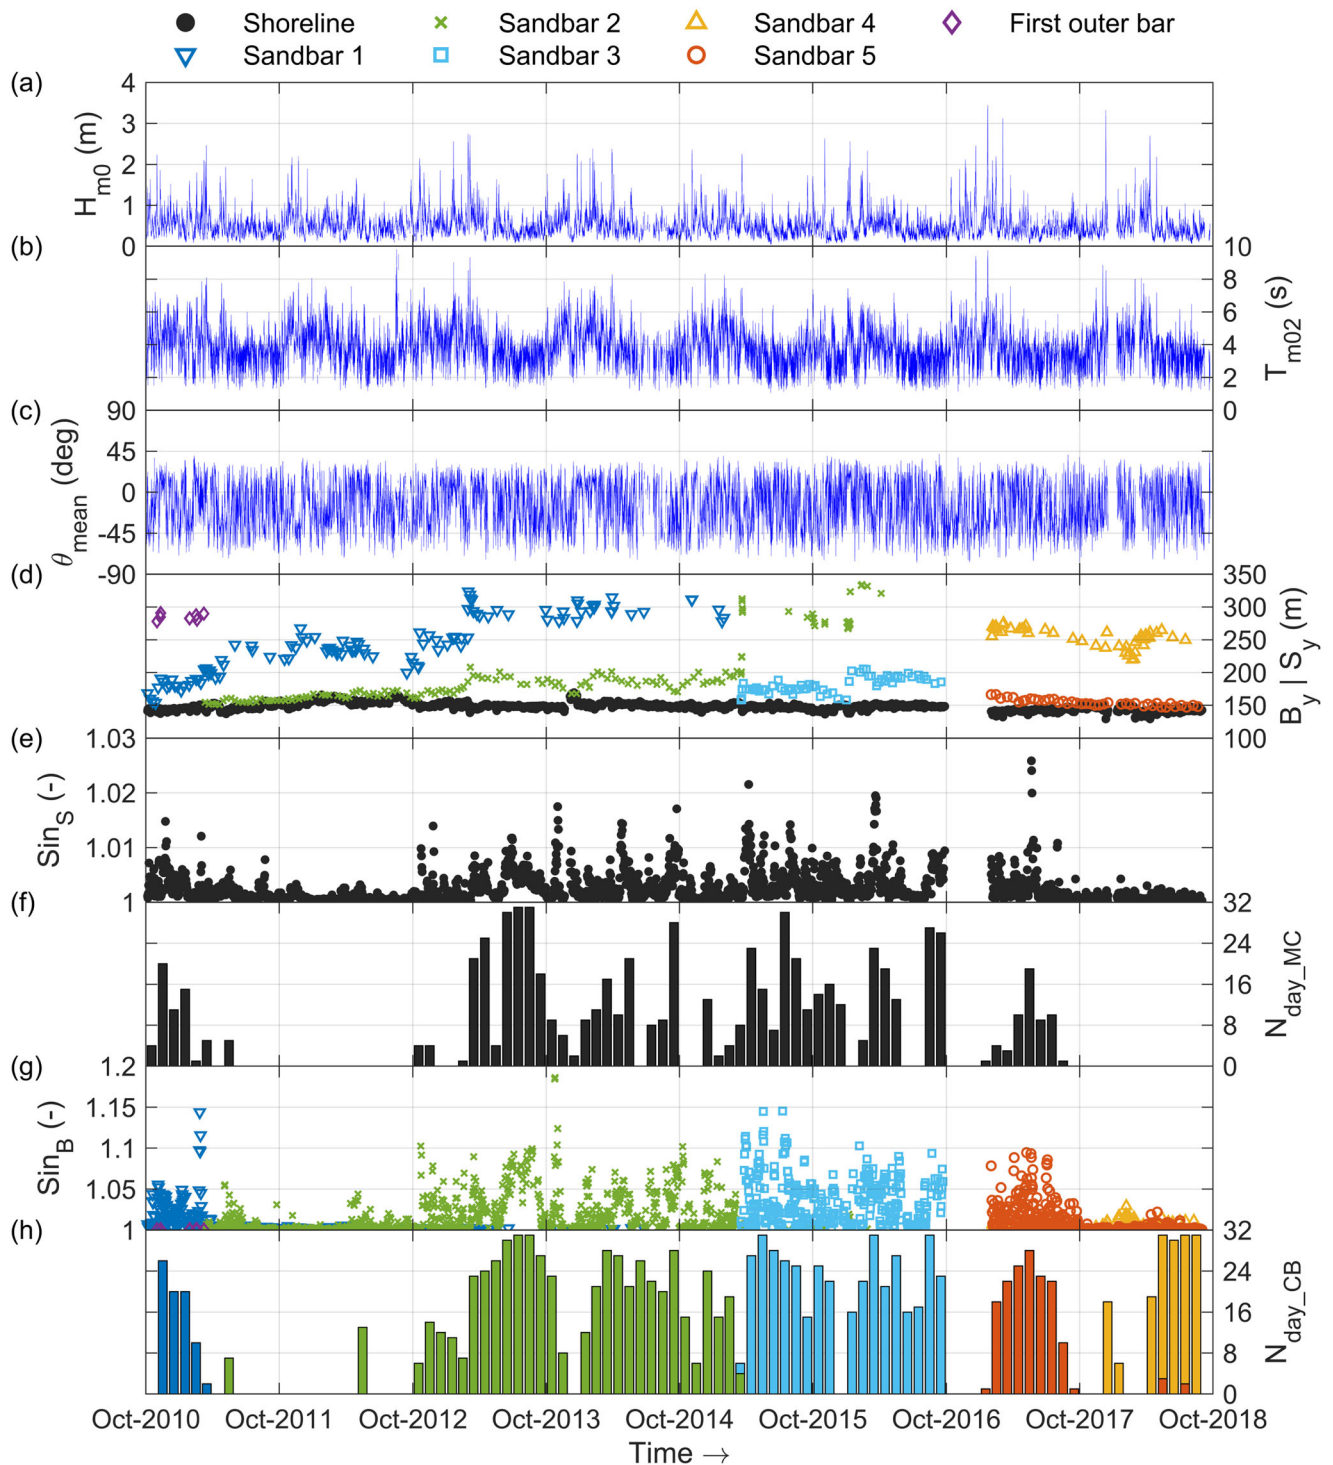 Shoreline
Sandbar 2
Sandbar 4
First outer bar
Sandbar 1
Sandbar 3
Sandbar 5
(a)
4
3
2
1
0
H_m0 (m)
(b)
10
8
6
4
2
0
T_m02 (s)
(c)
90
45
0
-45
-90
θ_mean (deg)
(d)
350
300
250
200
150
100
B_y | S_y (m)
(e)
1.03
1.02
1.01
1
Sin_S (-)
(f)
32
24
16
8
0
N_day_MC
(g)
1.2
1.15
1.1
1.05
1
Sin_B (-)
(h)
32
24
16
8
0
N_day_CB
Oct-2010
Oct-2011
Oct-2012
Oct-2013
Oct-2014
Oct-2015
Oct-2016
Oct-2017
Oct-2018
Time →